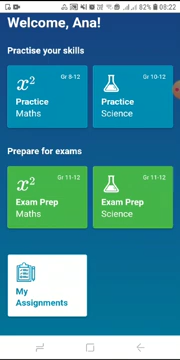 82% 08:22
Welcome, Ana!
Practise your skills
Gr 8-12
Gr 10-12
x²
Practice
Maths
Practice
Science
Prepare for exams
Gr 11-12
Gr 11-12
x²
Exam Prep
Maths
Exam Prep
Science
My
Assignments